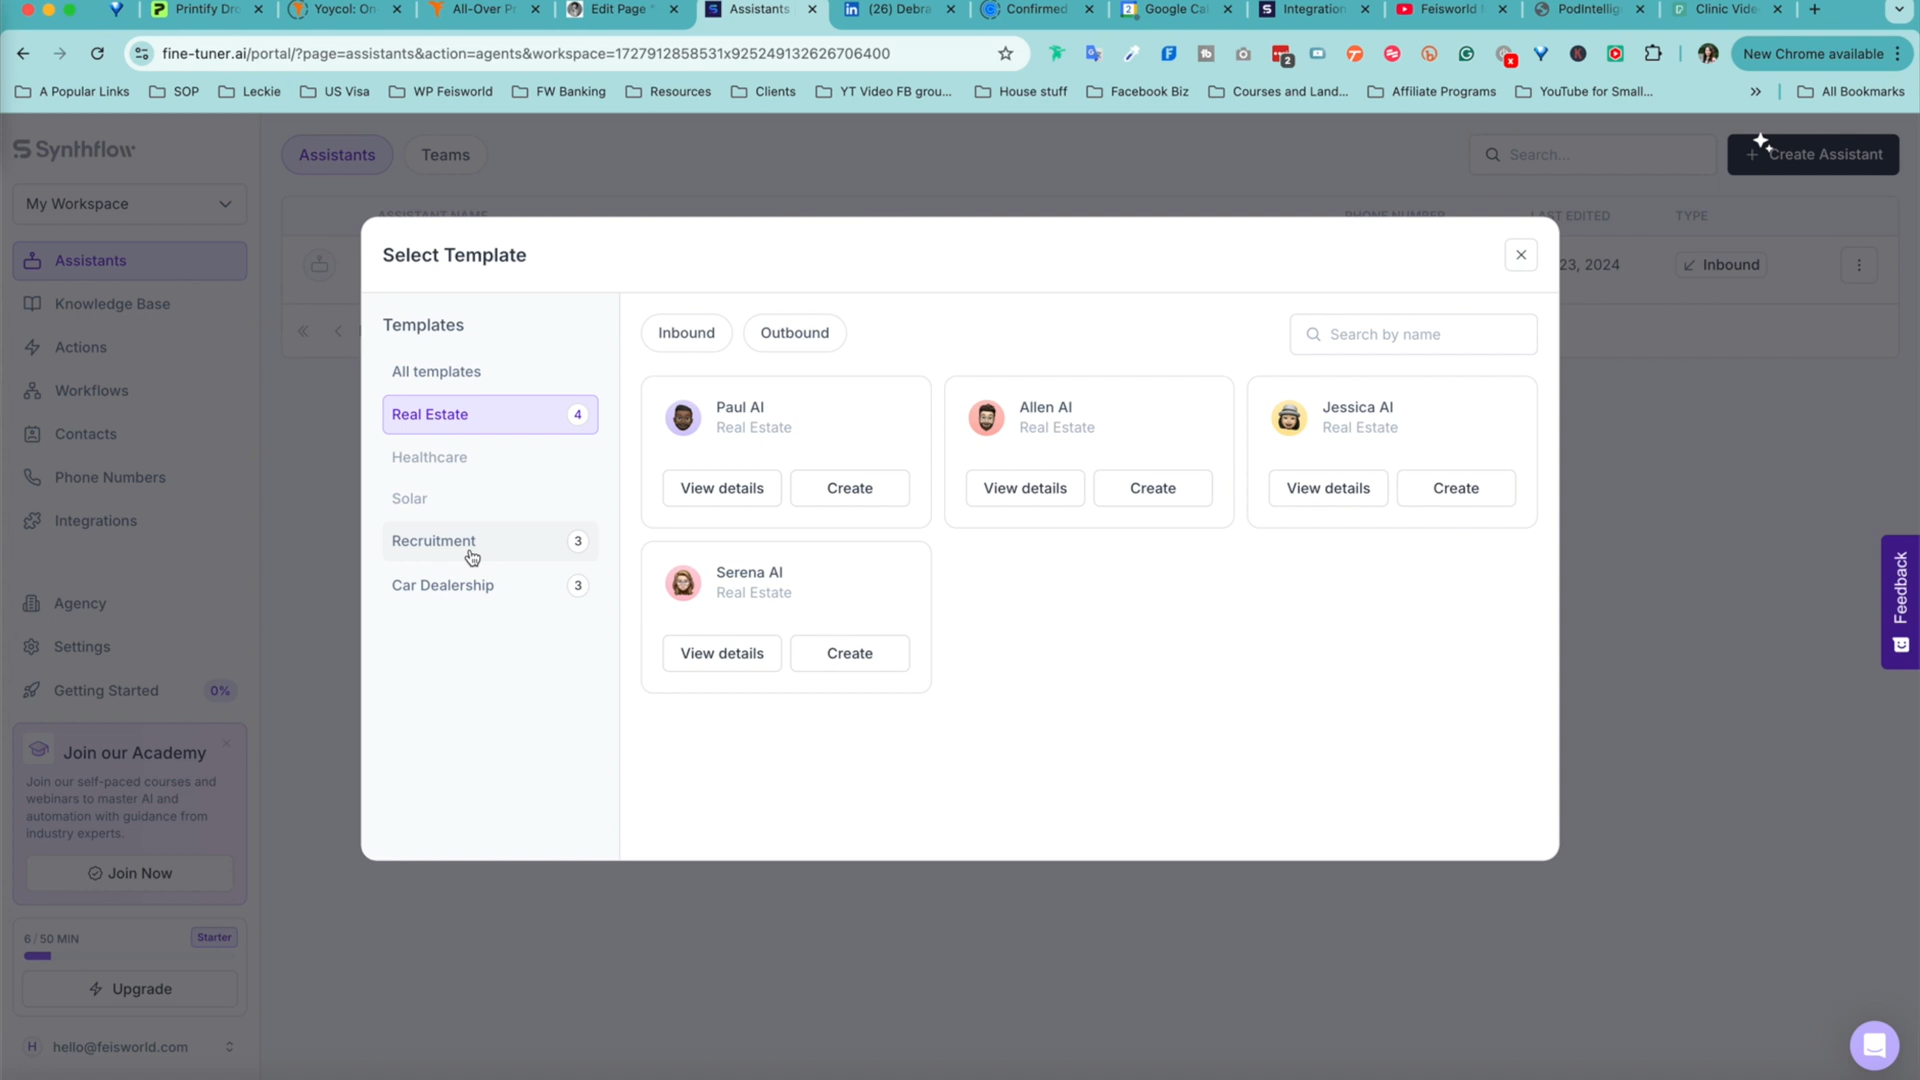 Printify Dro
Yoycol: On
All-Over Pr
Edit Page "
Assistants
(26) Debra
Confirmed
Google Cal
Integration
Feisworld
PodIntellig
Clinic Vide
fine-tuner.ai/portal/?page=assistants&action=agents&workspace=1727912858531x925249132626706400
New Chrome available
A Popular Links
SOP
Leckie
US Visa
WP Feisworld
FW Banking
Resources
Clients
YT Video FB grou...
House stuff
Facebook Biz
Courses and Land...
Affiliate Programs
YouTube for Small...
All Bookmarks
Synthflow
My Workspace
Assistants
Knowledge Base
Actions
Workflows
Contacts
Phone Numbers
Integrations
Agency
Settings
Getting Started 0%
Join our Academy
Join our self-paced courses and
webinars to master AI and
automation with guidance from
industry experts.
Join Now
6 / 50 MIN Starter
Upgrade
H hello@feisworld.com
Assistants Teams
Search...
+ Create Assistant
ASSISTANT NAME PHONE NUMBER LAST EDITED TYPE
23, 2024 Inbound
Select Template
Templates
All templates
Real Estate 4
Healthcare
Solar
Recruitment 3
Car Dealership 3
Inbound Outbound
Search by name
Paul AI
Real Estate
View details Create
Allen AI
Real Estate
View details Create
Jessica AI
Real Estate
View details Create
Serena AI
Real Estate
View details Create
Feedback